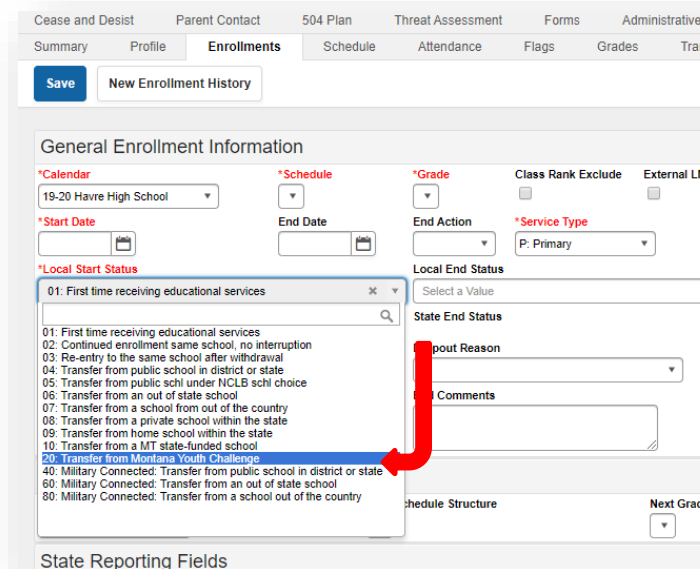 Cease and Desist Parent Contact 504 Plan Threat Assessment Forms Administrative
Summary Profile Enrollments Schedule Attendance Flags Grades Tra
Save New Enrollment History
General Enrollment Information
*Calendar *Schedule *Grade Class Rank Exclude External L
19-20 Havre High School
*Start Date End Date End Action *Service Type
P: Primary
*Local Start Status Local End Status
01: First time receiving educational services Select a Value
State End Status
01: First time receiving educational services
02: Continued enrollment same school, no interruption
03: Re-entry to the same school after withdrawal
pout Reason
04: Transfer from public school in district or state
05: Transfer from public schl under NCLB schl choice
06: Transfer from an out of state school
07: Transfer from a school from out of the country
Comments
08: Transfer from a private school within the state
09: Transfer from home school within the state
10: Transfer from a MT state-funded school
20: Transfer from Montana Youth Challenge
40: Military Connected: Transfer from public school in district or state
60: Military Connected: Transfer from an out of state school
80: Military Connected: Transfer from a school out of the country
chedule Structure Next Grad
State Reporting Fields